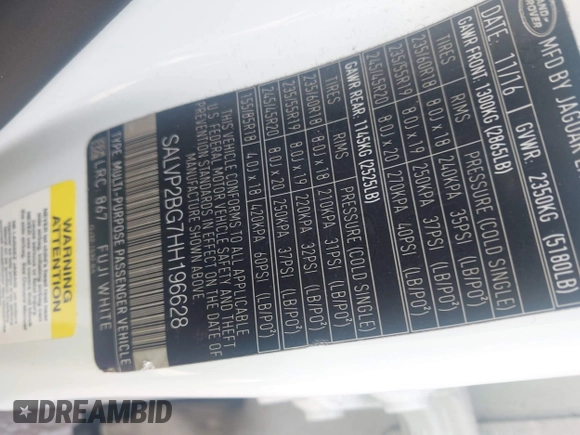 LAND ROVER
MFD BY JAGUAR
DATE: 11/16 GVWR. 2350KG (5180LB)
GAWR FRONT: 1300KG (2865LB)
TIRES RIMS PRESSURE (COLD SINGLE)
235/60R18 8.0J x 18 240KPA 35PSI (LB/PO²)
235/55R19 8.0J x 19 250KPA 37PSI (LB/PO²)
245/45R20 8.0J x 20 270KPA 40PSI (LB/PO²)
GAWR REAR: 1145KG (2525LB)
TIRES RIMS PRESSURE (COLD SINGLE)
235/60R18 8.0J x 18 210KPA 31PSI (LB/PO²)
235/55R19 8.0J x 19 220KPA 32PSI (LB/PO²)
245/45R20 8.0J x 20 250KPA 37PSI (LB/PO²)
T155/85R18 4.0J x 18 420KPA 60PSI (LB/PO²)
THIS VEHICLE CONFORMS TO ALL APPLICABLE
U S FEDERAL MOTOR VEHICLE SAFETY AND THEFT
PREVENTION STANDARDS IN EFFECT ON THE DATE OF
MANUFACTURE SHOWN ABOVE
SALVP2BG7HH196628
TYPE: MULTI-PURPOSE PASSENGER VEHICLE
LRC 867 FUJI WHITE
WARNING
ATTENTION
DREAMBID